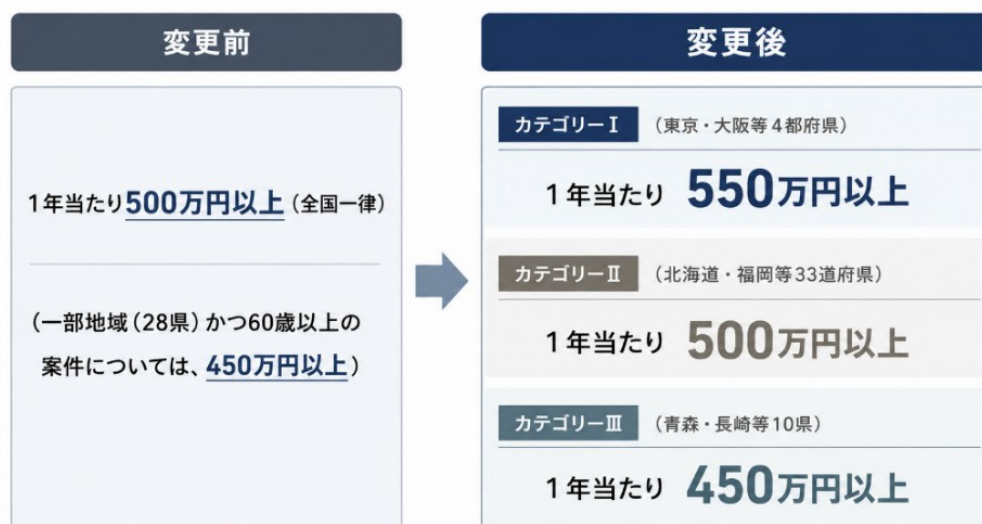 変更前
1年当たり500万円以上(全国一律)
(一部地域(28県)かつ60歳以上の
案件については、450万円以上)
変更後
カテゴリーⅠ (東京・大阪等4都府県)
1年当たり 550万円以上
カテゴリーⅡ (北海道・福岡等33道府県)
1年当たり 500万円以上
カテゴリーⅢ (青森・長崎等10県)
1年当たり 450万円以上